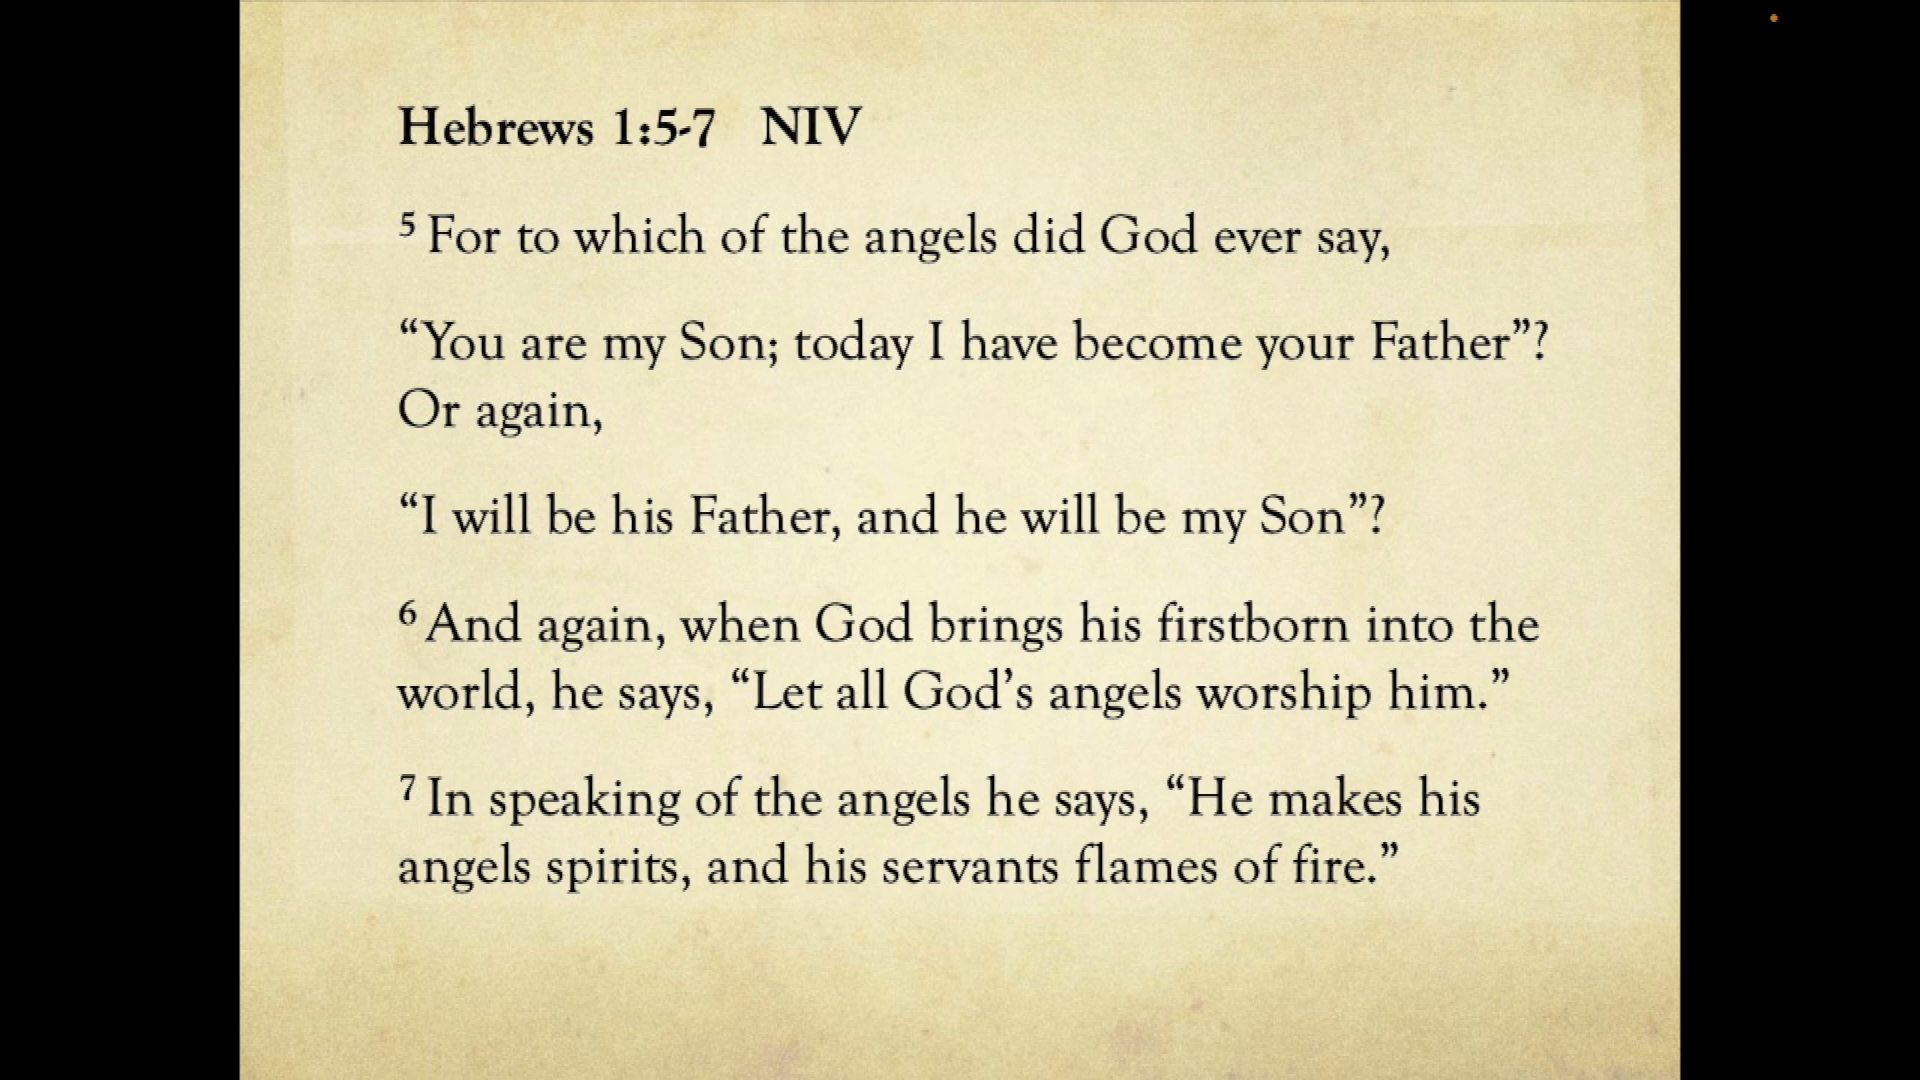 Hebrews 1:5-7 NIV
5 For to which of the angels did God ever say,
“You are my Son; today I have become your Father”?
Or again,
“I will be his Father, and he will be my Son”?
6 And again, when God brings his firstborn into the
world, he says, “Let all God’s angels worship him.”
7 In speaking of the angels he says, “He makes his
angels spirits, and his servants flames of fire.”